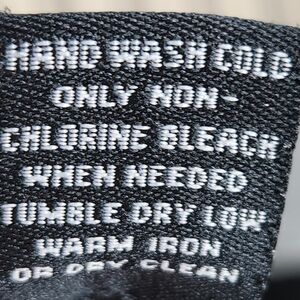 HAND WASH COLD
ONLY NON-
CHLORINE BLEACH
WHEN NEEDED
TUMBLE DRY LOW
WARM IRON
OR DRY CLEAN